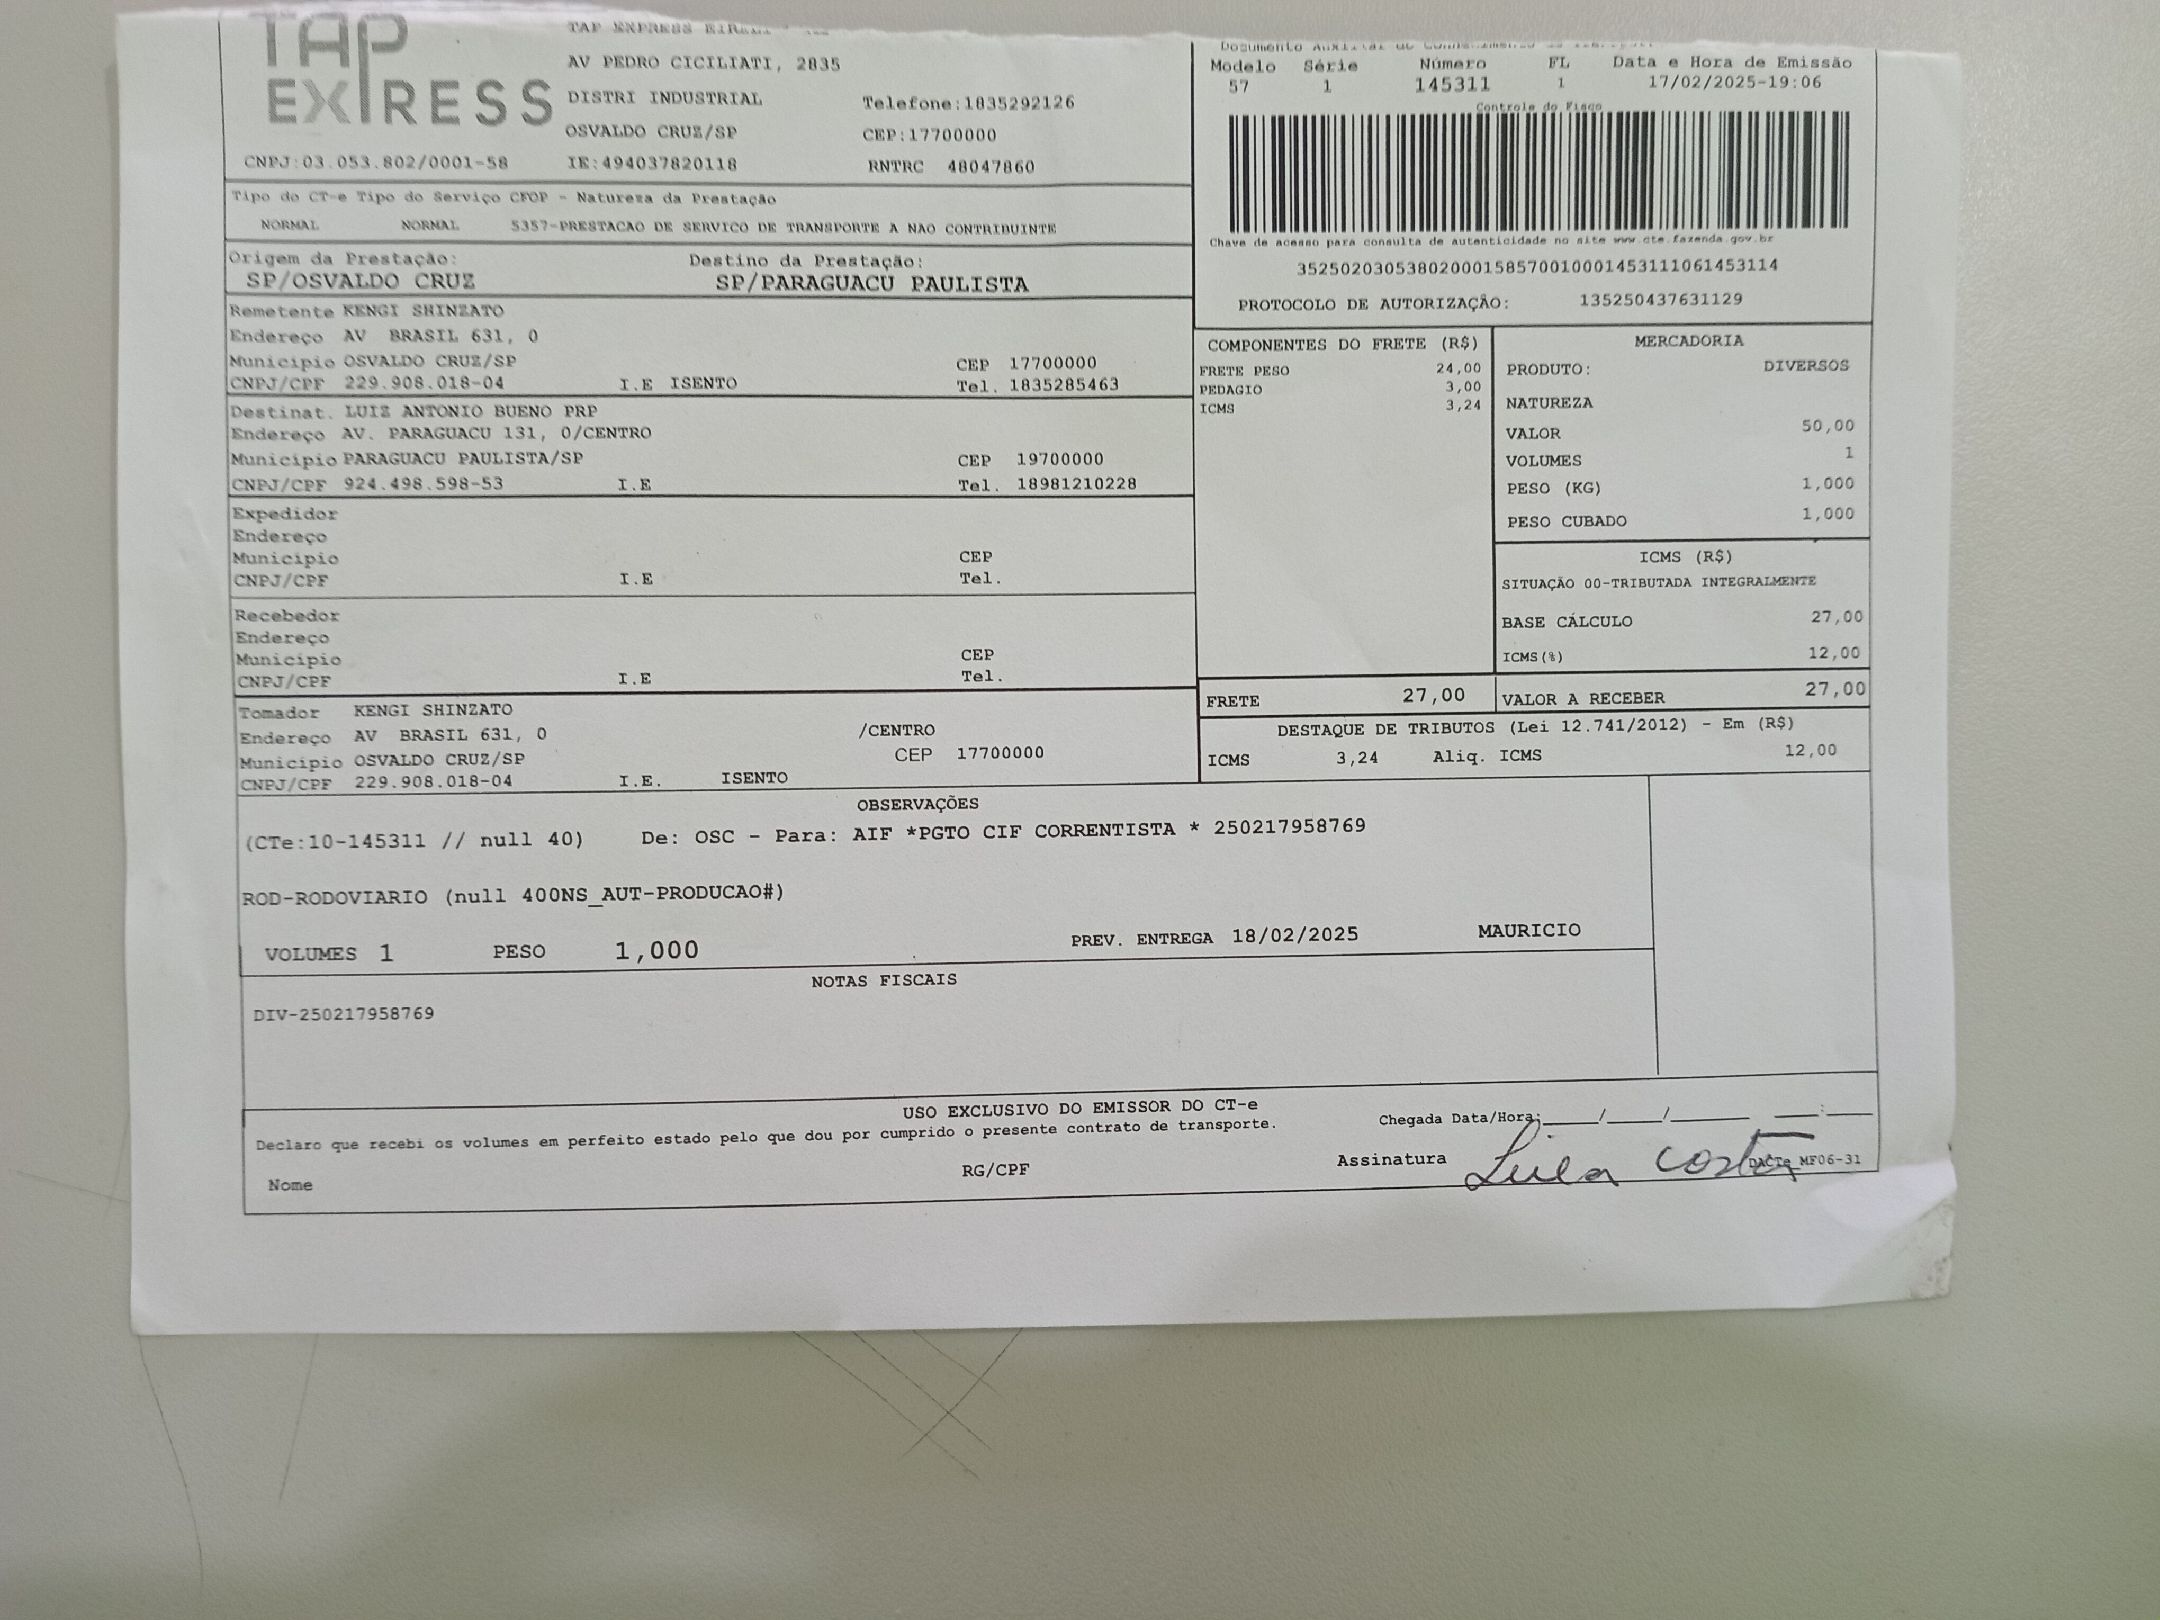 TAP
EXPRESS
TAP EXPRESS
AV PEDRO CICILIATI, 2835
DISTRI INDUSTRIAL Telefone:1835292126
OSVALDO CRUZ/SP CEP:17700000
CNPJ:03.053.802/0001-58 IE:494037820118 RNTRC 48047860
Documento Auxiliar do
Modelo Série Número FL Data e Hora de Emissão
57 1 145311 1 17/02/2025-19:06
Controle do Fisco
Chave de acesso para consulta de autenticidade no site www.cte.fazenda.gov.br
35250203053802000158570010001453111061453114
PROTOCOLO DE AUTORIZAÇÃO: 135250437631129
Tipo do CT-e Tipo do Serviço CFOP - Natureza da Prestação
NORMAL NORMAL 5357-PRESTACAO DE SERVICO DE TRANSPORTE A NAO CONTRIBUINTE
Origem da Prestação: Destino da Prestação:
SP/OSVALDO CRUZ SP/PARAGUACU PAULISTA
Remetente KENGI SHINZATO
Endereço AV BRASIL 631, 0
Municipio OSVALDO CRUZ/SP CEP 17700000
CNPJ/CPF 229.908.018-04 I.E ISENTO Tel. 1835285463
Destinat. LUIZ ANTONIO BUENO PRP
Endereço AV. PARAGUACU 131, 0/CENTRO
Municipio PARAGUACU PAULISTA/SP CEP 19700000
CNPJ/CPF 924.498.598-53 I.E Tel. 18981210228
Expedidor
Endereço
Municipio CEP
CNPJ/CPF I.E Tel.
Recebedor
Endereço
Municipio CEP
CNPJ/CPF I.E Tel.
Tomador KENGI SHINZATO
Endereço AV BRASIL 631, 0 /CENTRO
Municipio OSVALDO CRUZ/SP CEP 17700000
CNPJ/CPF 229.908.018-04 I.E. ISENTO
COMPONENTES DO FRETE (R$)
FRETE PESO 24,00
PEDAGIO 3,00
ICMS 3,24
MERCADORIA
PRODUTO: DIVERSOS
NATUREZA
VALOR 50,00
VOLUMES 1
PESO (KG) 1,000
PESO CUBADO 1,000
ICMS (R$)
SITUAÇÃO 00-TRIBUTADA INTEGRALMENTE
BASE CÁLCULO 27,00
ICMS(%) 12,00
FRETE 27,00 VALOR A RECEBER 27,00
DESTAQUE DE TRIBUTOS (Lei 12.741/2012) - Em (R$)
ICMS 3,24 Aliq. ICMS 12,00
OBSERVAÇÕES
(CTe:10-145311 // null 40) De: OSC - Para: AIF *PGTO CIF CORRENTISTA * 250217958769
ROD-RODOVIARIO (null 400NS_AUT-PRODUCAO#)
VOLUMES 1 PESO 1,000 PREV. ENTREGA 18/02/2025 MAURICIO
NOTAS FISCAIS
DIV-250217958769
USO EXCLUSIVO DO EMISSOR DO CT-e
Declaro que recebi os volumes em perfeito estado pelo que dou por cumprido o presente contrato de transporte.
Chegada Data/Hora:____/____/______ ___:___
Nome RG/CPF Assinatura
DACTe_MF06-31